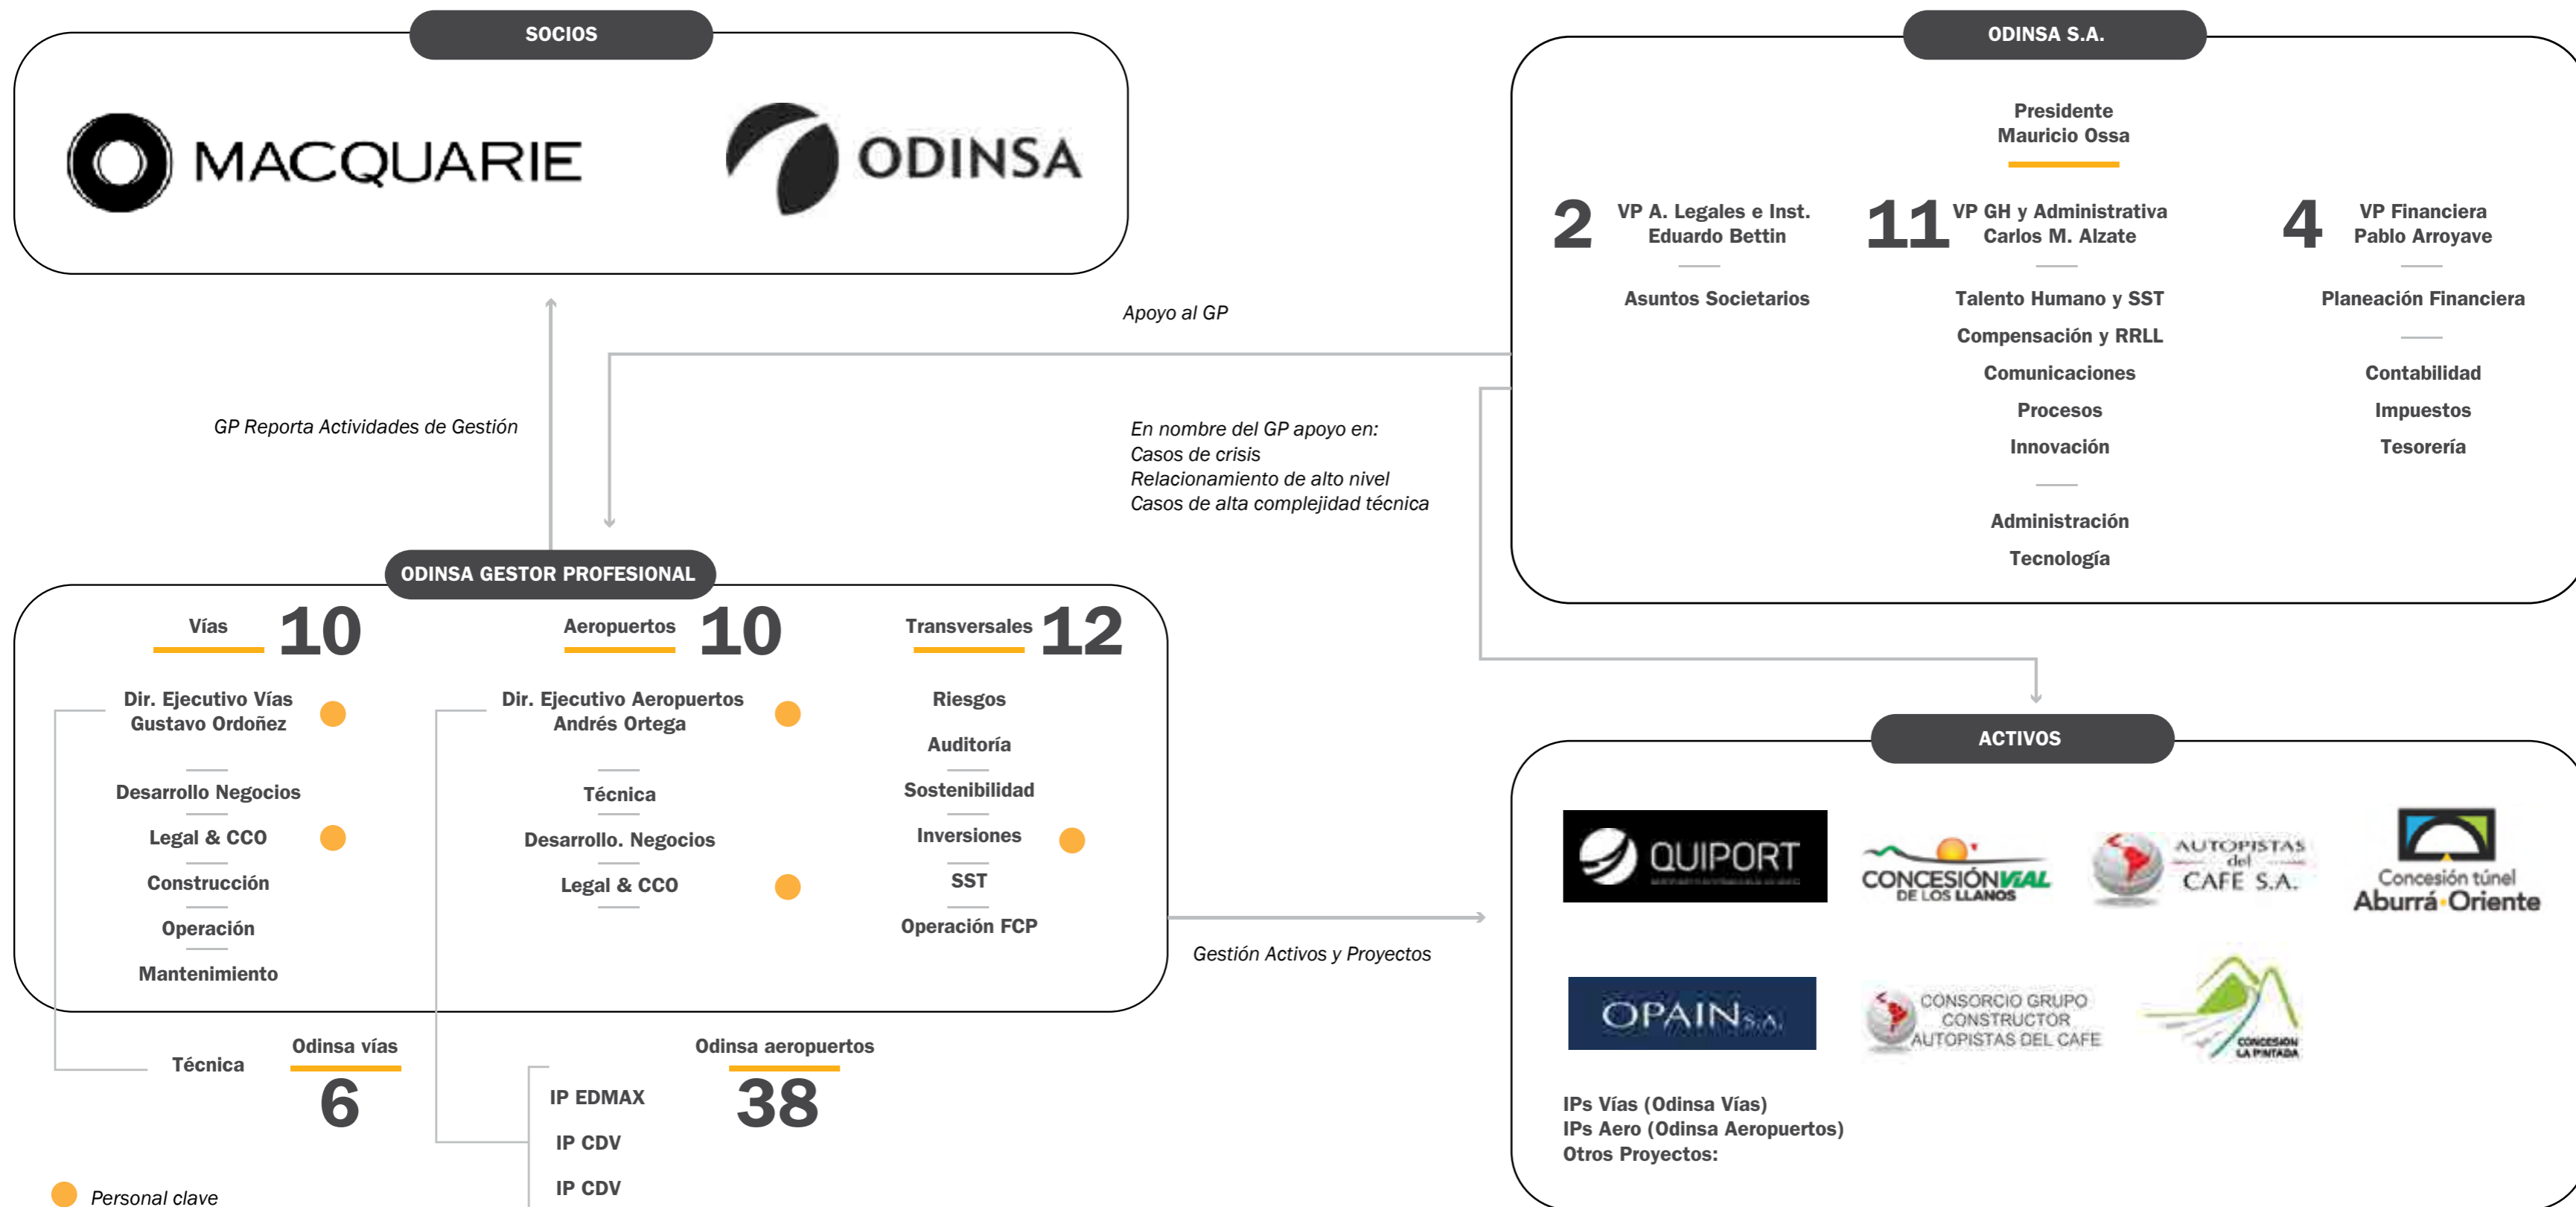 SOCIOS
MACQUARIE
ODINSA
ODINSA S.A.
Presidente
Mauricio Ossa
2
VP A. Legales e Inst.
Eduardo Bettin
Asuntos Societarios
11
VP GH y Administrativa
Carlos M. Alzate
Talento Humano y SST
Compensación y RRLL
Comunicaciones
Procesos
Innovación
Administración
Tecnología
4
VP Financiera
Pablo Arroyave
Planeación Financiera
Contabilidad
Impuestos
Tesorería
Apoyo al GP
GP Reporta Actividades de Gestión
En nombre del GP apoyo en:
Casos de crisis
Relacionamiento de alto nivel
Casos de alta complejidad técnica
ODINSA GESTOR PROFESIONAL
Vías
10
Dir. Ejecutivo Vías
Gustavo Ordoñez
Desarrollo Negocios
Legal & CCO
Construcción
Operación
Mantenimiento
Aeropuertos
10
Dir. Ejecutivo Aeropuertos
Andrés Ortega
Técnica
Desarrollo. Negocios
Legal & CCO
Transversales
12
Riesgos
Auditoría
Sostenibilidad
Inversiones
SST
Operación FCP
Gestión Activos y Proyectos
Técnica
Odinsa vías
6
IP EDMAX
IP CDV
IP CDV
Odinsa aeropuertos
38
Personal clave
ACTIVOS
QUIPORT
CONCESIÓN VIAL
DE LOS LLANOS
AUTOPISTAS
del
CAFE S.A.
Concesión túnel
Aburrá Oriente
OPAIN S.A.
CONSORCIO GRUPO
CONSTRUCTOR
AUTOPISTAS DEL CAFE
CONCESIÓN
LA PINTADA
IPs Vías (Odinsa Vías)
IPs Aero (Odinsa Aeropuertos)
Otros Proyectos: